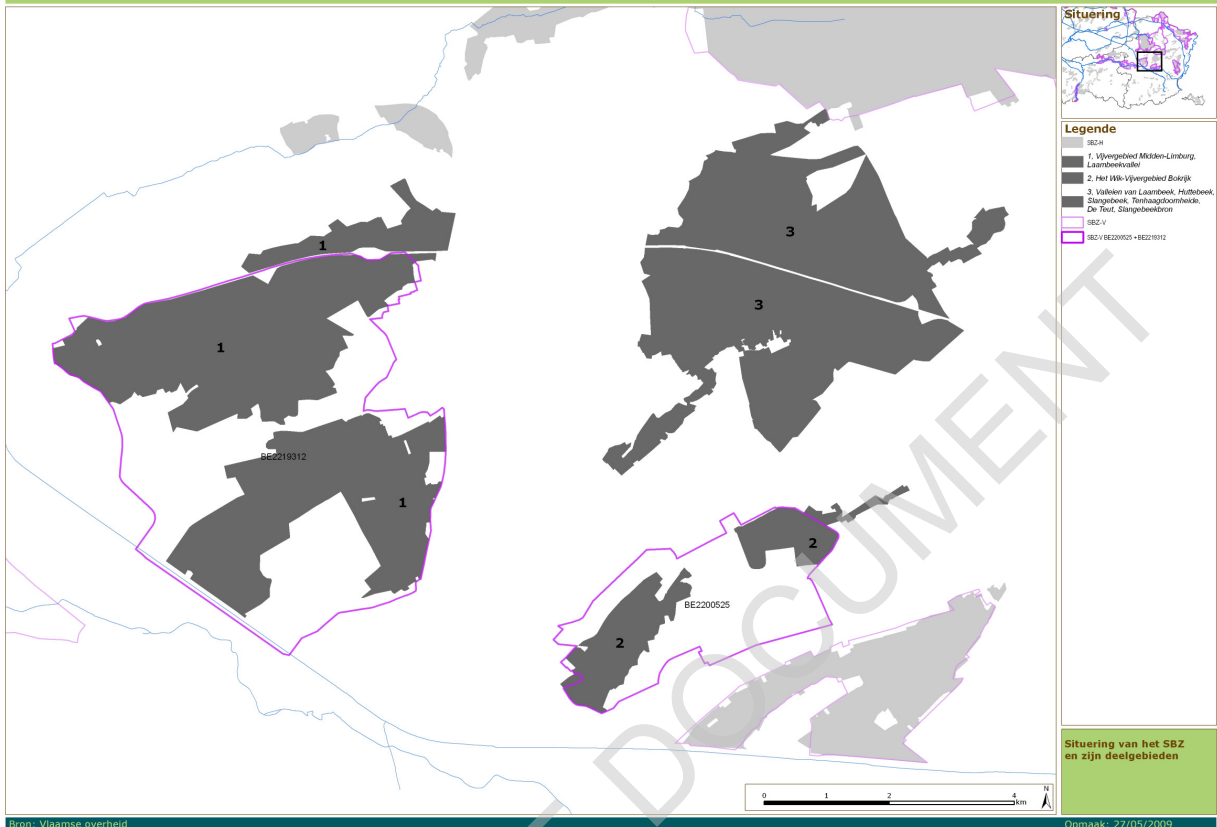 Situering
Legende
SBZ-H
1, Vijvergebied Midden-Limburg,
Laambeekvallei
2, Het Wik-Vijvergebied Bokrijk
3, Valleien van Laambeek, Huttebeek,
Slangebeek, Tenhaagdoornheide,
De Teut, Slangebeekbron
SBZ-V
SBZ-V BE2200525 + BE2219312
1
3
1
3
BE2219312
1
2
BE2200525
2
DOCUMENT
Situering van het SBZ
en zijn deelgebieden
0 1 2 4
km
N
Bron: Vlaamse overheid
Opmaak: 27/05/2009